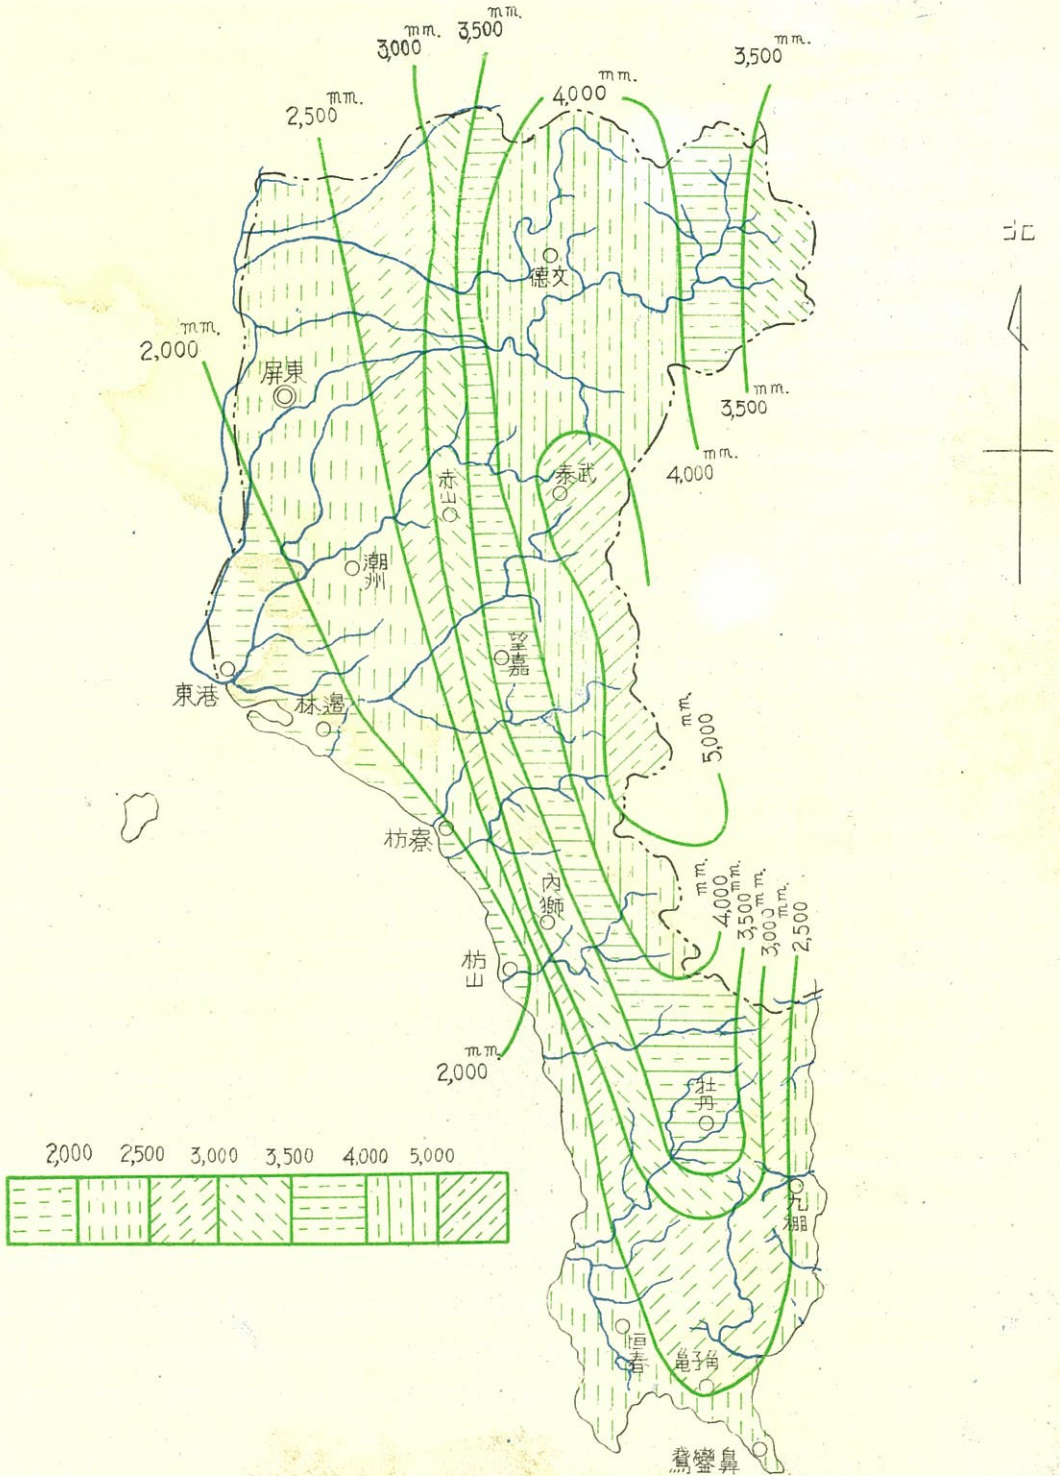 3,000 mm.
3,500 mm.
3,500 mm.
2,500 mm.
4,000 mm.
北
德文
2,000 mm.
屏東
3,500 mm.
4,000 mm.
泰武
赤山
潮州
望嘉
東港
林邊
5,000 mm.
枋寮
內獅
4,000 mm.
3,500 mm.
3,000 mm.
2,500 mm.
枋山
2,000 mm.
牡丹
2,000 2,500 3,000 3,500 4,000 5,000
九棚
恒春
龜子角
鵞鑾鼻